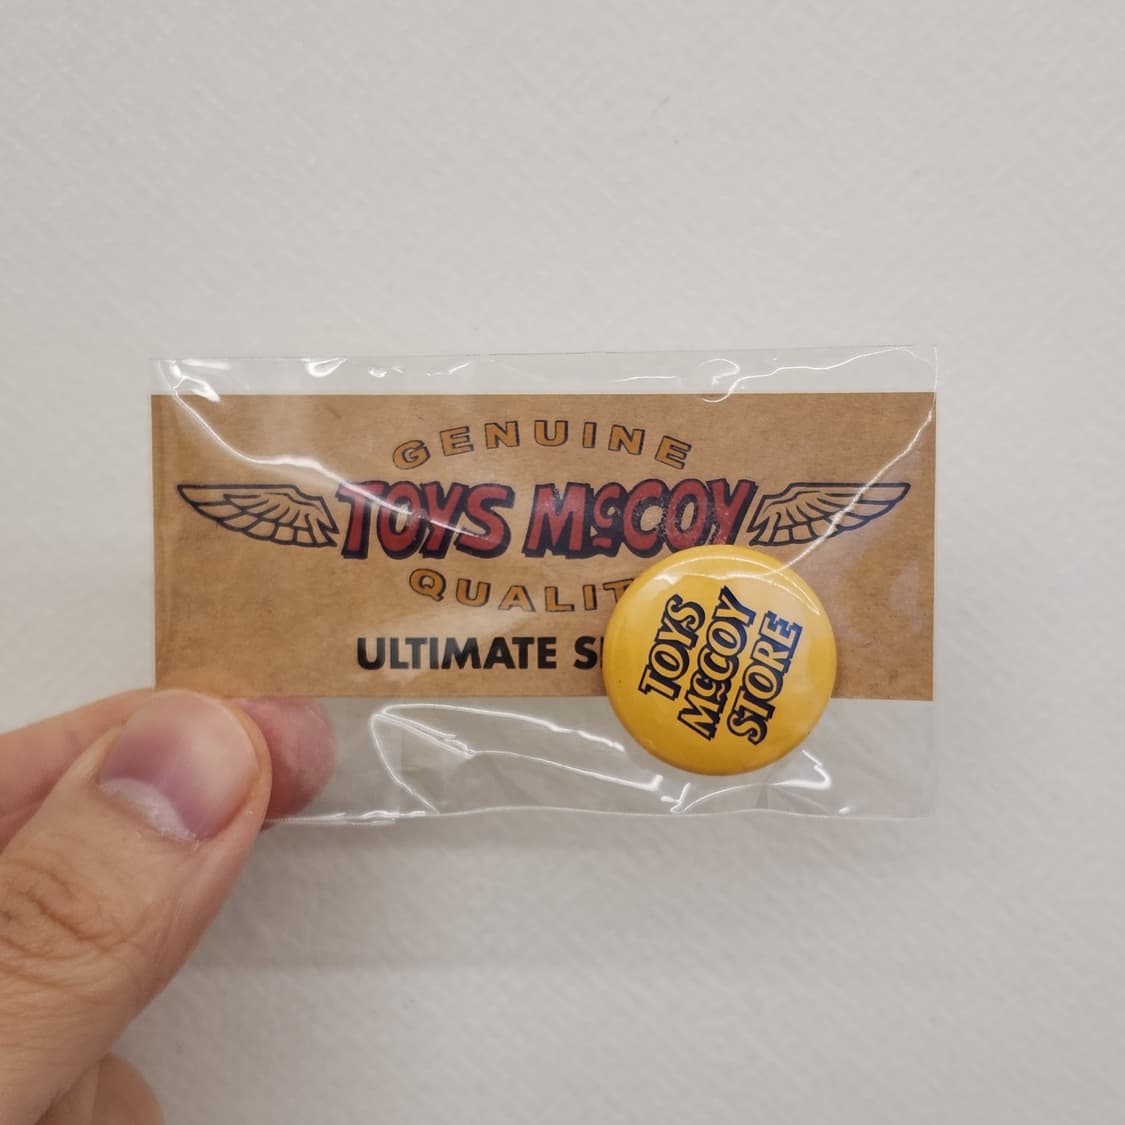 GENUINE
TOYS McCOY
QUALIT
ULTIMATE S
TOYS
McCOY
STORE